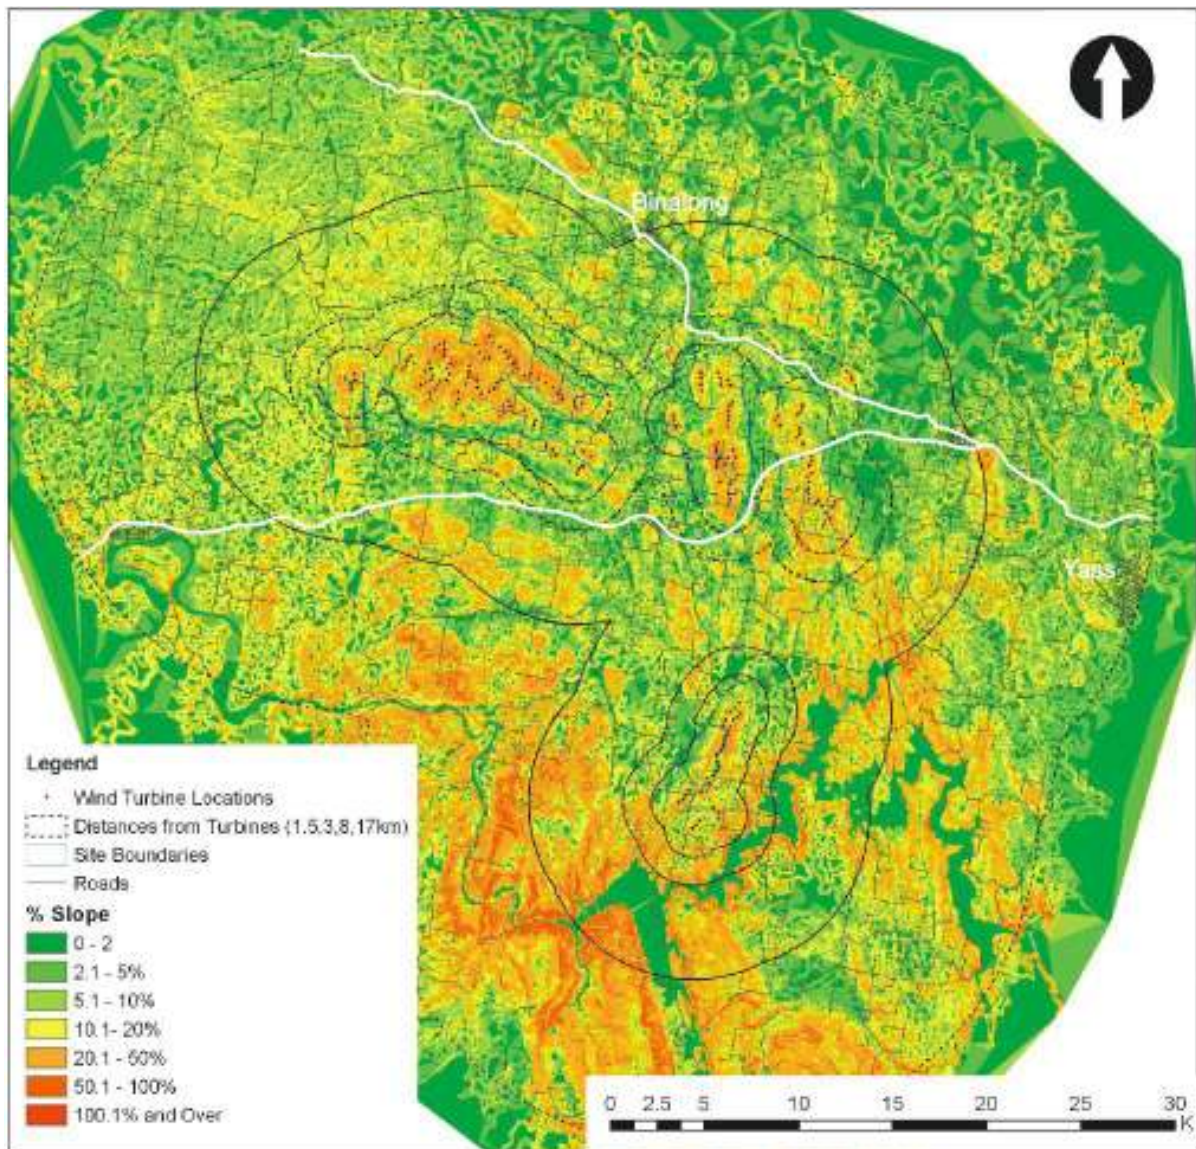 Binalong
Yass
Legend
Wind Turbine Locations
Distances from Turbines (1.5,3,8,17km)
Site Boundaries
Roads
% Slope
0 - 2
2.1 - 5%
5.1 - 10%
10.1- 20%
20.1 - 50%
50.1 - 100%
100.1% and Over
0 2.5 5 10 15 20 25 30
K